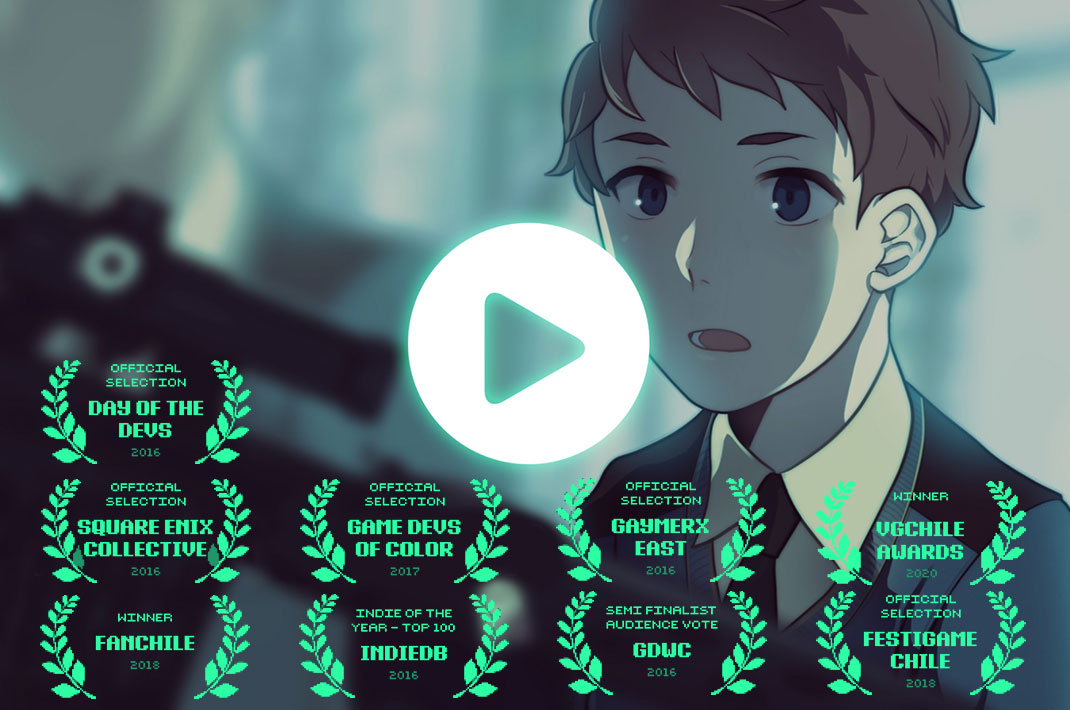 OFFICIAL
SELECTION
DAY OF THE
DEVS
2016
OFFICIAL
SELECTION
SQUARE ENIX
COLLECTIVE
2016
OFFICIAL
SELECTION
GAME DEVS
OF COLOR
2017
OFFICIAL
SELECTION
GAYMERX
EAST
2016
WINNER
VGCHILE
AWARDS
2020
WINNER
FANCHILE
2018
INDIE OF THE
YEAR - TOP 100
INDIEDB
2016
SEMI FINALIST
AUDIENCE VOTE
GDWC
2016
OFFICIAL
SELECTION
FESTIGAME
CHILE
2018